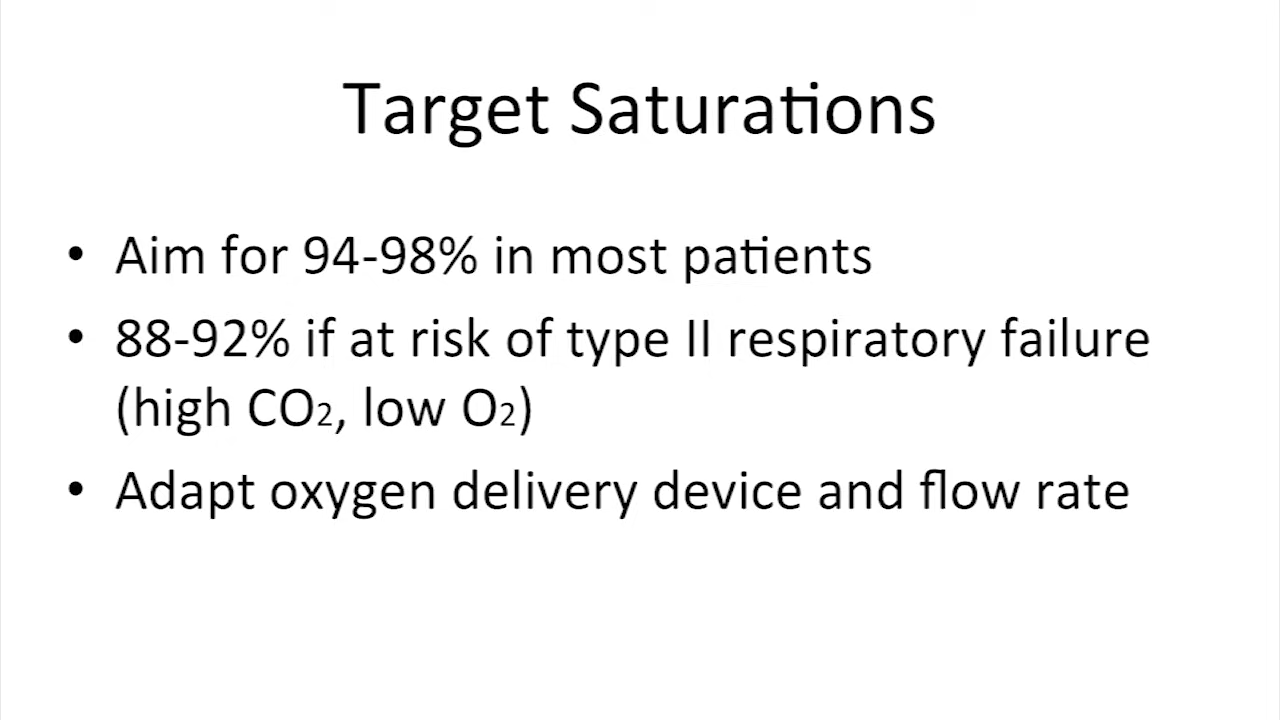 Target Saturations
• Aim for 94-98% in most patients
• 88-92% if at risk of type II respiratory failure
(high CO₂, low O₂)
• Adapt oxygen delivery device and flow rate